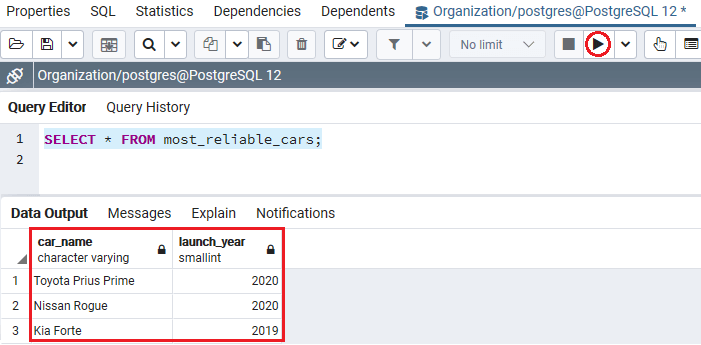 Properties SQL Statistics Dependencies Dependents Organization/postgres@PostgreSQL 12 *
No limit
Organization/postgres@PostgreSQL 12
Query Editor Query History
1 SELECT * FROM most_reliable_cars;
2
Data Output Messages Explain Notifications
car_name launch_year
character varying smallint
1 Toyota Prius Prime 2020
2 Nissan Rogue 2020
3 Kia Forte 2019